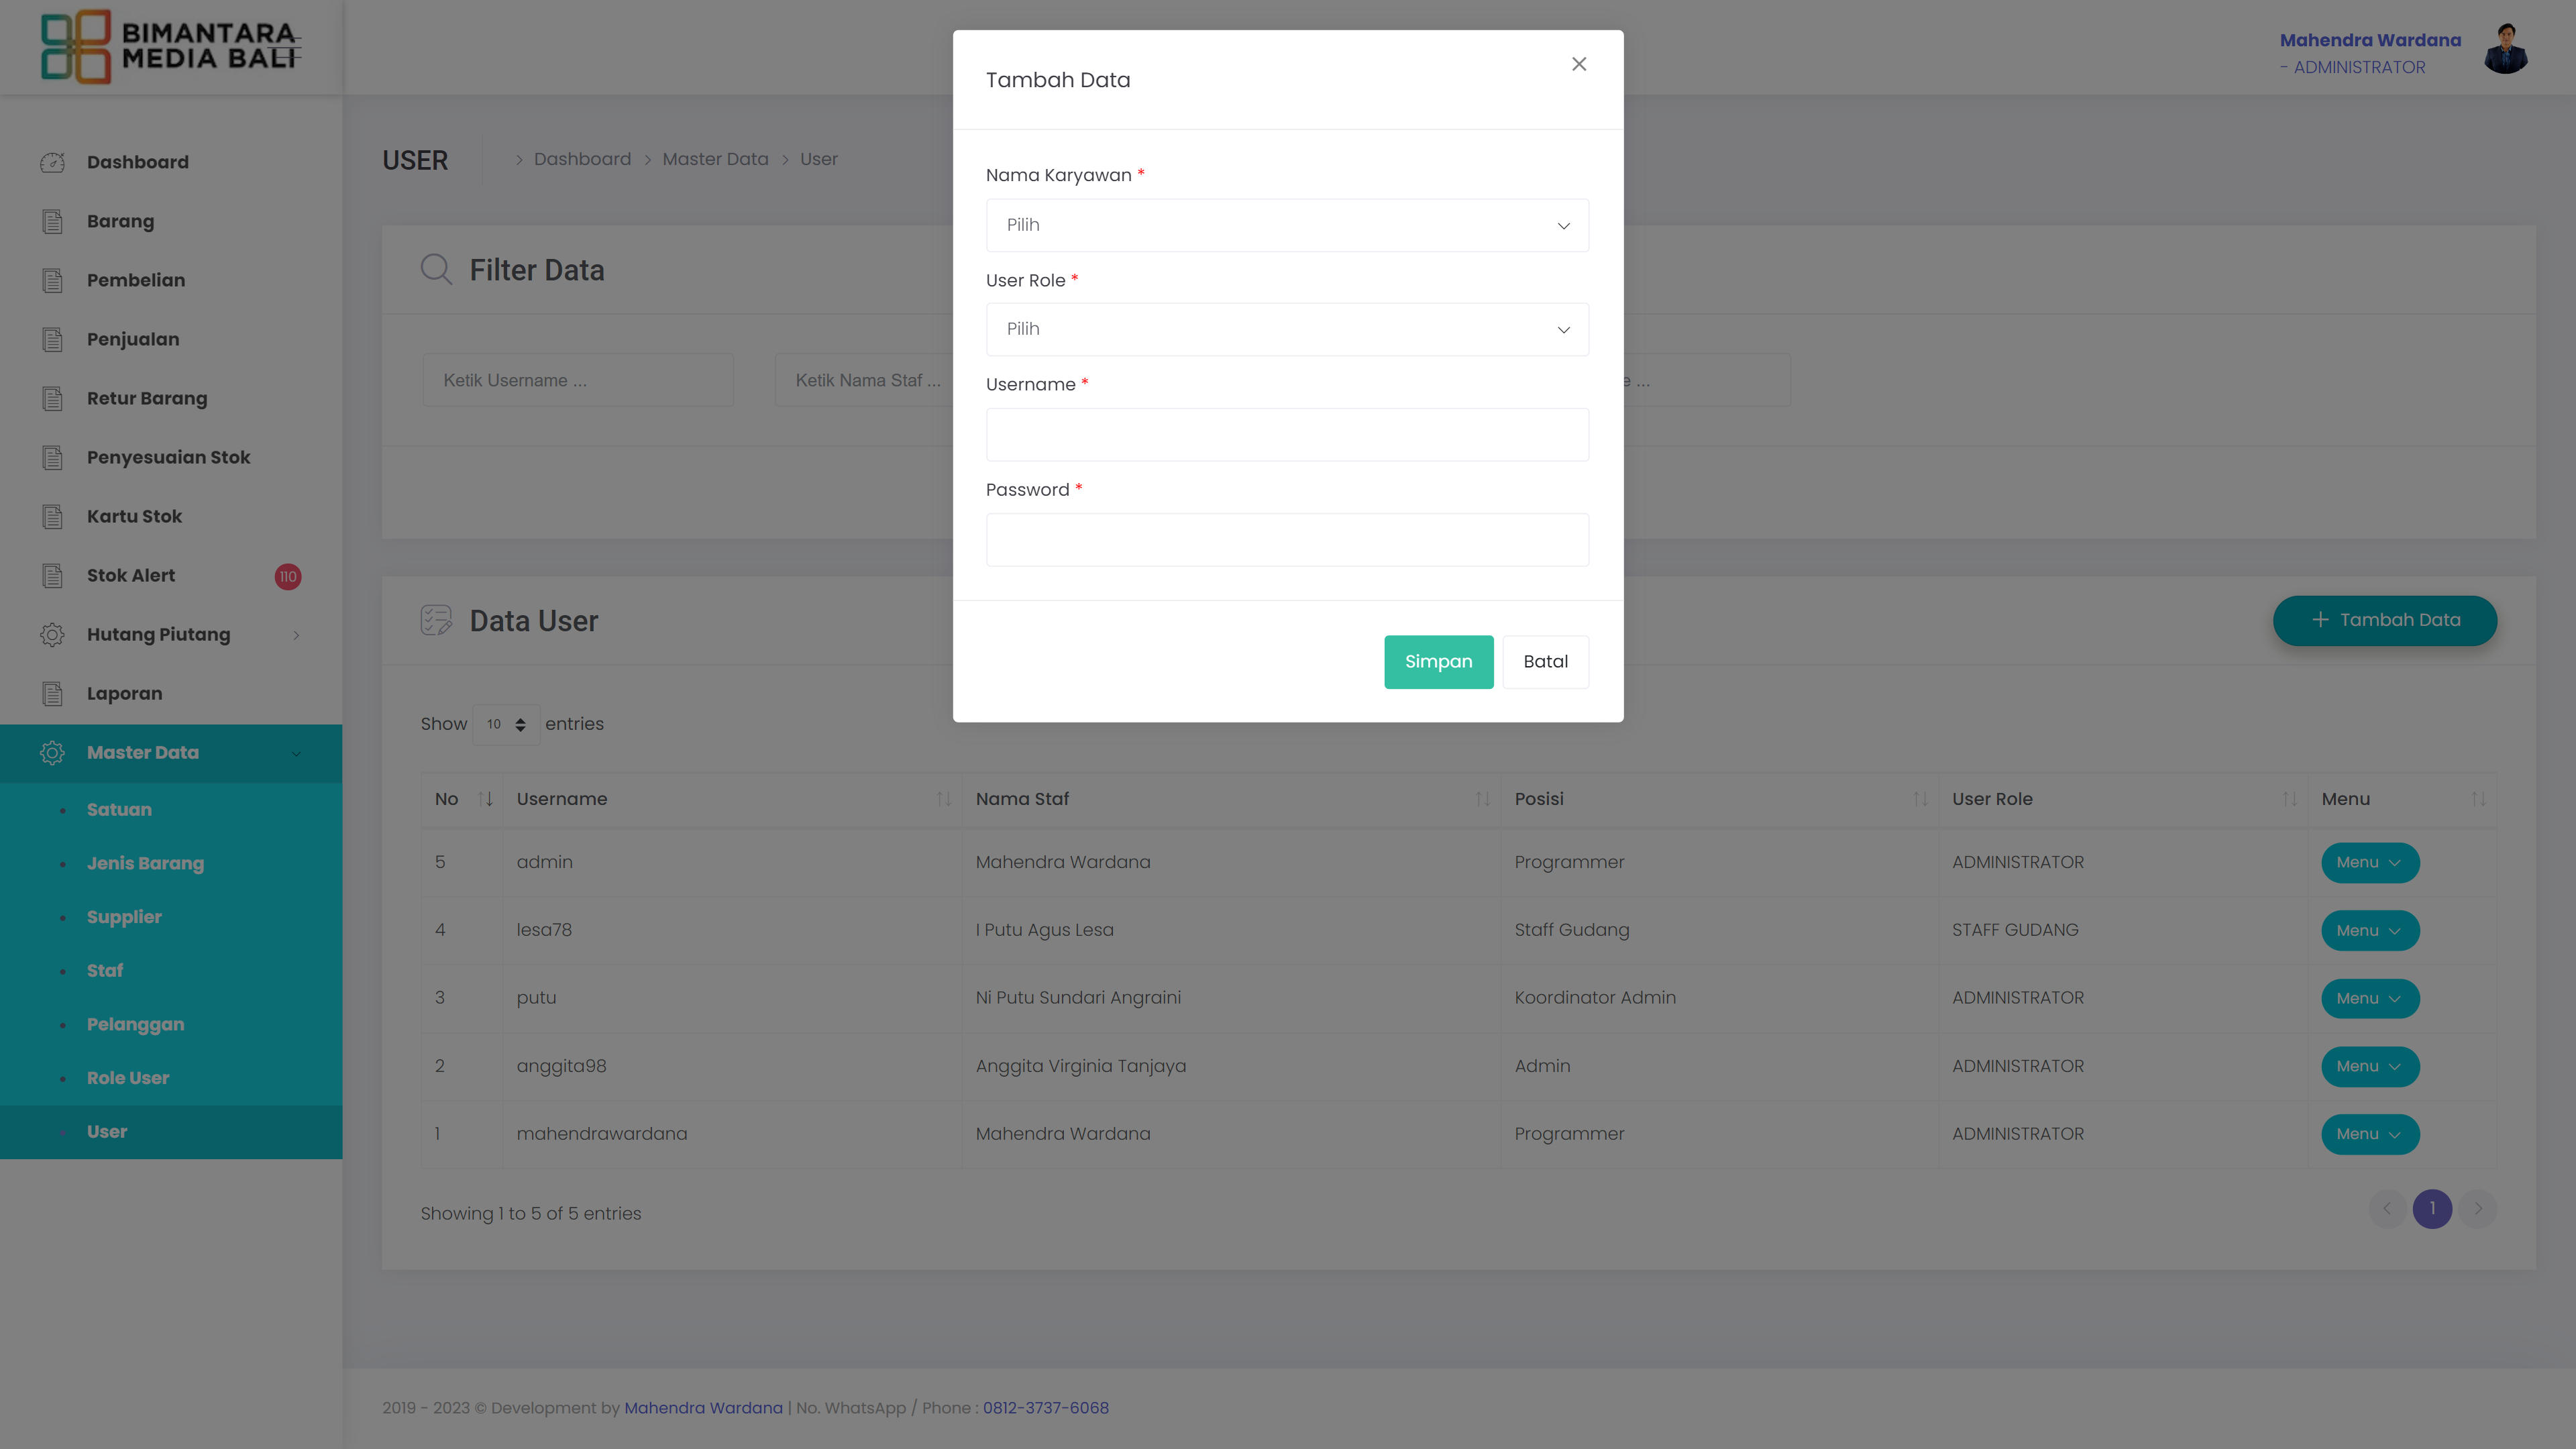 BIMANTARA
MEDIA BALI
Mahendra Wardana
- ADMINISTRATOR
Dashboard
Barang
Pembelian
Penjualan
Retur Barang
Penyesuaian Stok
Kartu Stok
Stok Alert 110
Hutang Piutang
Laporan
Master Data
Satuan
Jenis Barang
Supplier
Staf
Pelanggan
Role User
User
USER > Dashboard > Master Data > User
Filter Data
Ketik Username ... Ketik Nama Staf ...
Tambah Data
Nama Karyawan *
Pilih
User Role *
Pilih
Username *
Password *
Simpan Batal
Data User
+ Tambah Data
Show 10 entries
No Username Nama Staf Posisi User Role Menu
5 admin Mahendra Wardana Programmer ADMINISTRATOR Menu
4 lesa78 I Putu Agus Lesa Staff Gudang STAFF GUDANG Menu
3 putu Ni Putu Sundari Angraini Koordinator Admin ADMINISTRATOR Menu
2 anggita98 Anggita Virginia Tanjaya Admin ADMINISTRATOR Menu
1 mahendrawardana Mahendra Wardana Programmer ADMINISTRATOR Menu
Showing 1 to 5 of 5 entries
1
2019 - 2023 © Development by Mahendra Wardana | No. WhatsApp / Phone : 0812-3737-6068